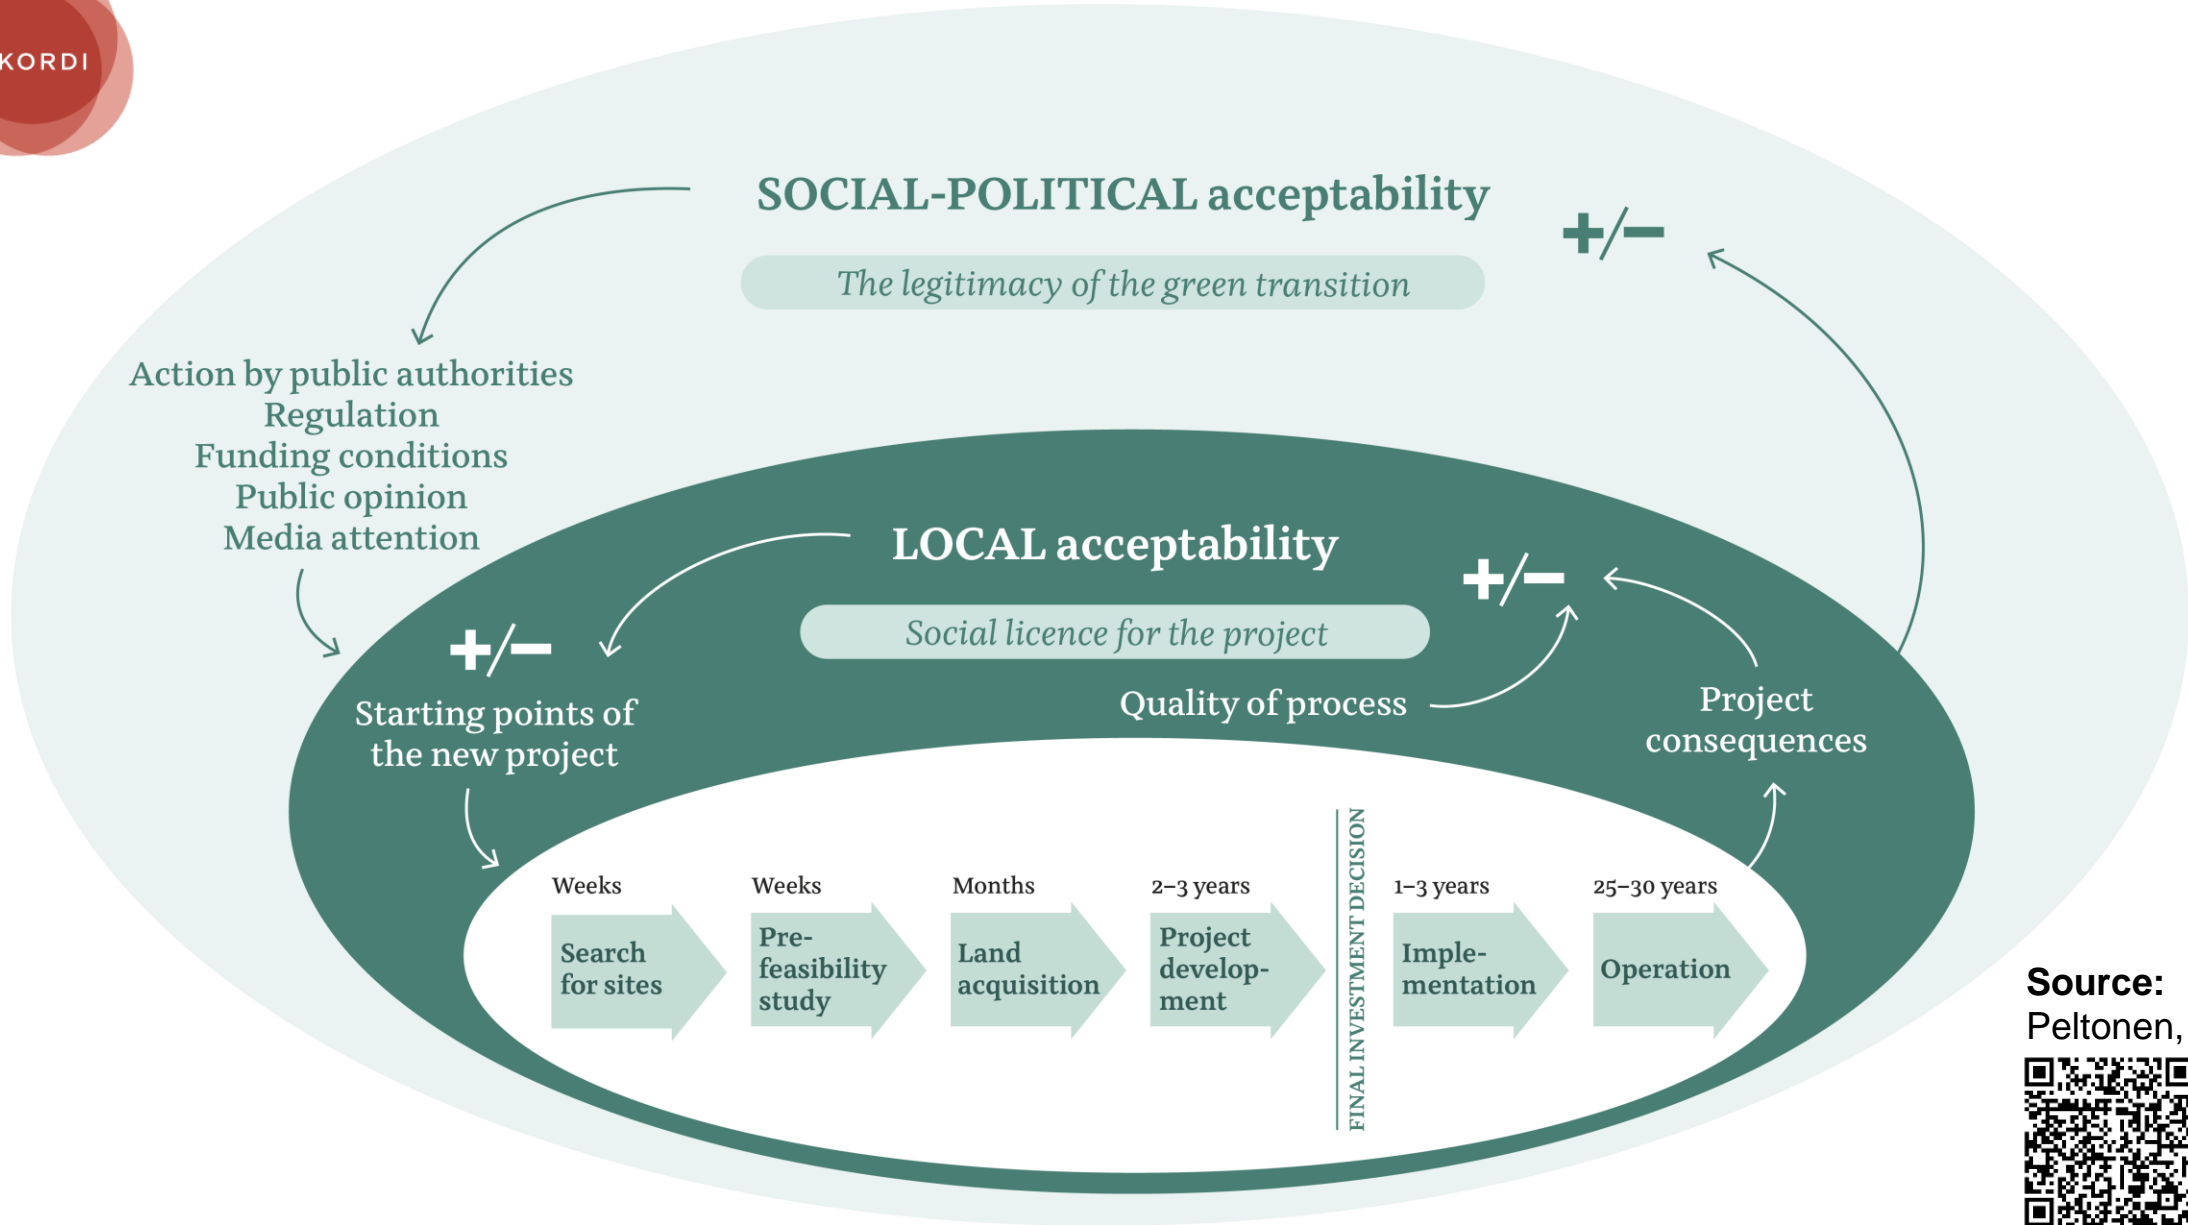 KORDI
SOCIAL-POLITICAL acceptability
+/−
The legitimacy of the green transition
Action by public authorities
Regulation
Funding conditions
Public opinion
Media attention
LOCAL acceptability
+/−
Social licence for the project
+/−
Starting points of
the new project
Quality of process
Project
consequences
Weeks
Search
for sites
Weeks
Pre-
feasibility
study
Months
Land
acquisition
2–3 years
Project
develop-
ment
FINAL INVESTMENT DECISION
1–3 years
Imple-
mentation
25–30 years
Operation
Source:
Peltonen,